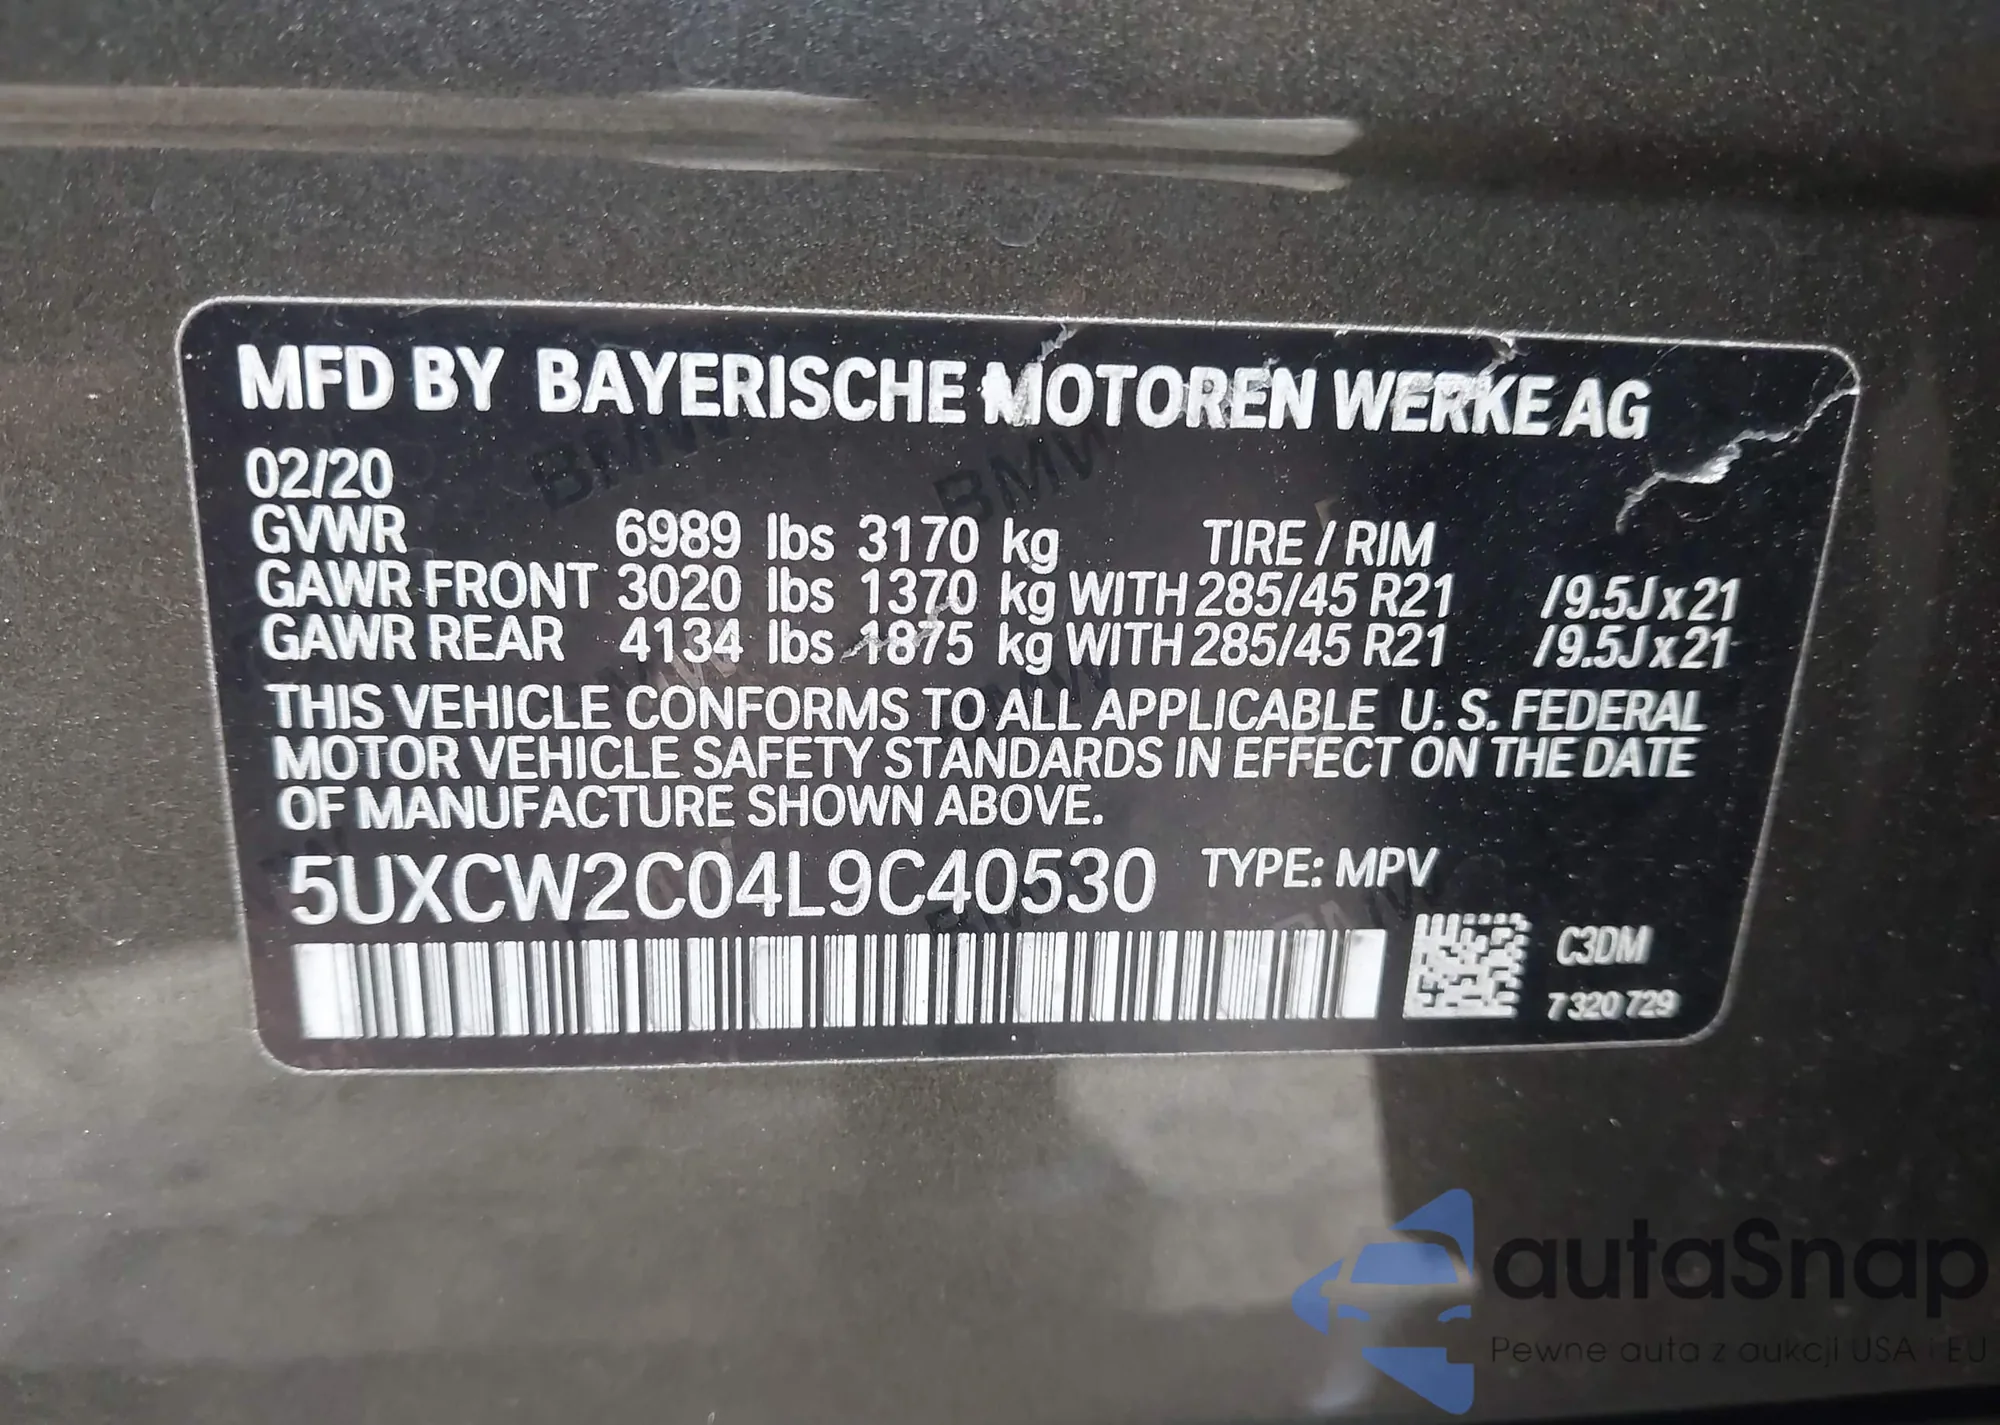 MFD BY BAYERISCHE MOTOREN WERKE AG
02/20
GVWR 6989 lbs 3170 kg TIRE / RIM
GAWR FRONT 3020 lbs 1370 kg WITH 285/45 R21 /9.5J x 21
GAWR REAR 4134 lbs 1875 kg WITH 285/45 R21 /9.5J x 21
THIS VEHICLE CONFORMS TO ALL APPLICABLE U. S. FEDERAL
MOTOR VEHICLE SAFETY STANDARDS IN EFFECT ON THE DATE
OF MANUFACTURE SHOWN ABOVE.
5UXCW2C04L9C40530 TYPE: MPV
C3DM
7 320 729
autaSnap
Pewne auta z aukcji USA i EU